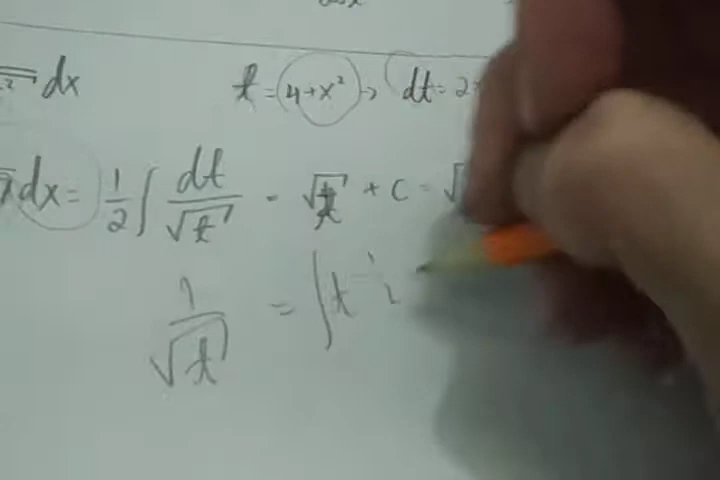 dx t = 4+x² → dt = 2
dx = 1/2 ∫ dt/√t = √t + c = √
1/√t = ∫ t